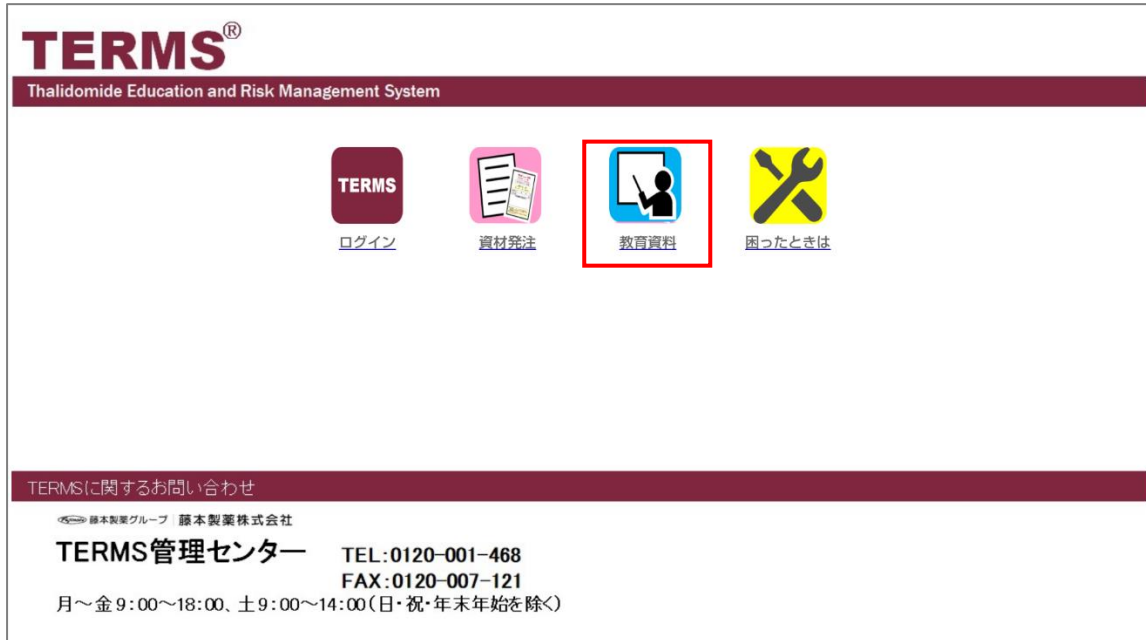 TERMS®
Thalidomide Education and Risk Management System
TERMS
ログイン
資材発注
教育資料
困ったときは
TERMSに関するお問い合わせ
藤本製薬グループ 藤本製薬株式会社
TERMS管理センター TEL:0120-001-468
FAX:0120-007-121
月～金9:00～18:00、土9:00～14:00(日・祝・年末年始を除く)